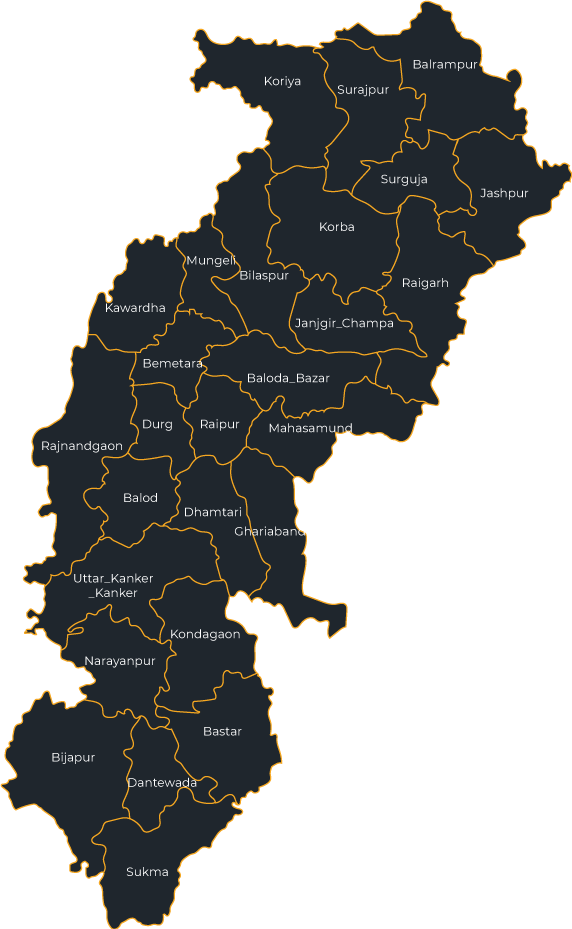 Balrampur
Koriya
Surajpur
Surguja
Jashpur
Korba
Mungeli
Bilaspur
Raigarh
Kawardha
Janjgir_Champa
Bemetara
Baloda_Bazar
Durg
Raipur
Mahasamund
Rajnandgaon
Balod
Dhamtari
Ghariaband
Uttar_Kanker
_Kanker
Kondagaon
Narayanpur
Bastar
Bijapur
Dantewada
Sukma